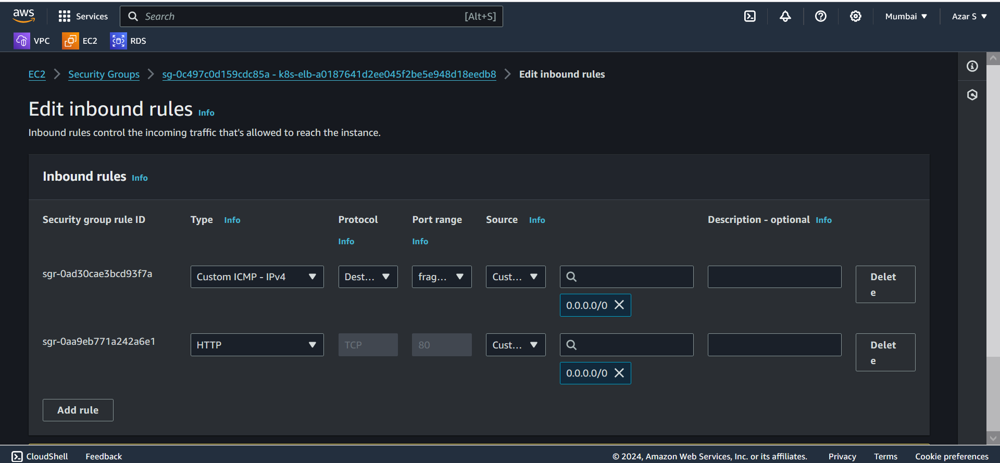 aws
Services
Search [Alt+S]
Mumbai
Azar S
VPC
EC2
RDS
EC2 Security Groups sg-0c497c0d159cdc85a - k8s-elb-a0187641d2ee045f2be5e948d18eedb8 Edit inbound rules
Edit inbound rules Info
Inbound rules control the incoming traffic that's allowed to reach the instance.
Inbound rules Info
Security group rule ID Type Info Protocol Port range Source Info Description - optional Info
Info Info
sgr-0ad30cae3bcd93f7a Custom ICMP - IPv4 Dest... frag... Cust... Delet
e
0.0.0.0/0
sgr-0aa9eb771a242a6e1 HTTP TCP 80 Cust... Delet
e
0.0.0.0/0
Add rule
CloudShell Feedback © 2024, Amazon Web Services, Inc. or its affiliates. Privacy Terms Cookie preferences